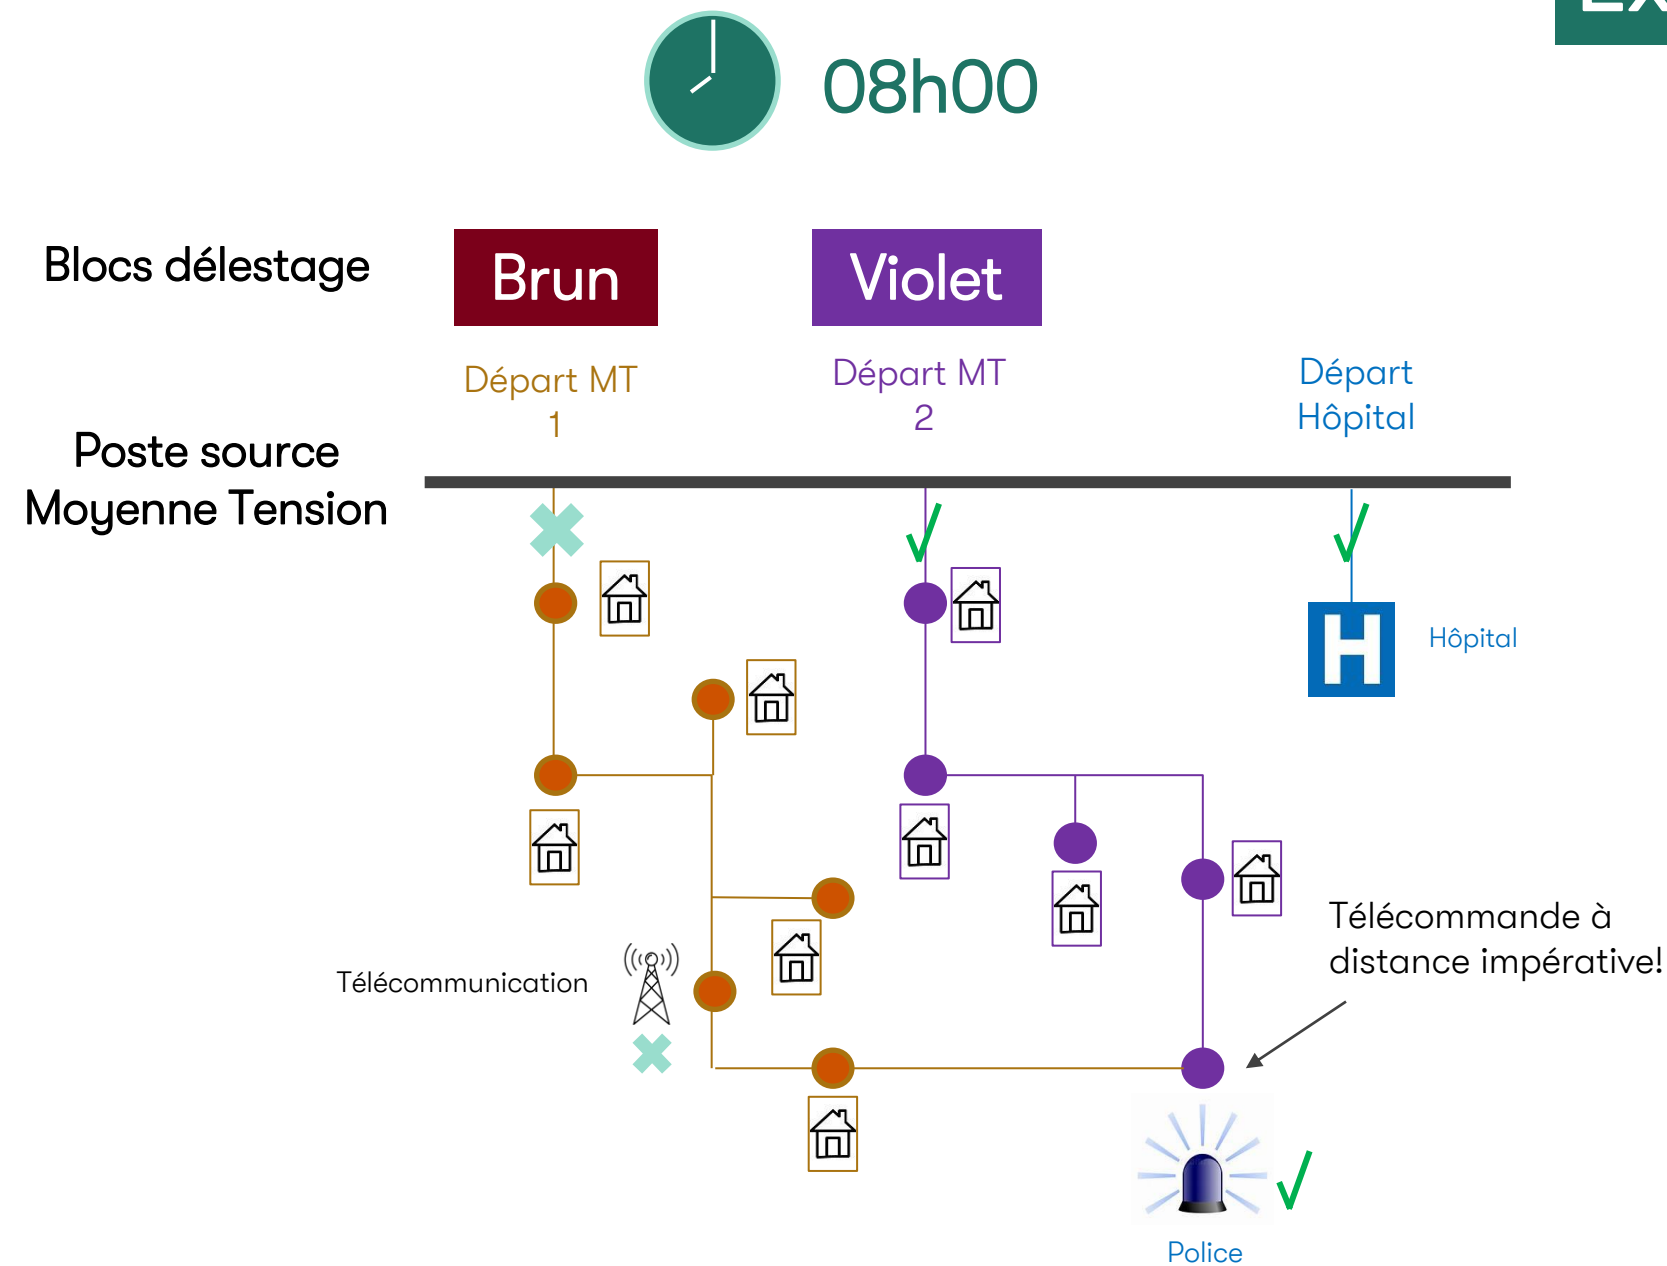 08h00
Blocs délestage
Brun
Violet
Départ MT
1
Départ MT
2
Départ
Hôpital
Poste source
Moyenne Tension
H
Hôpital
Télécommande à
distance impérative!
Télécommunication
Police